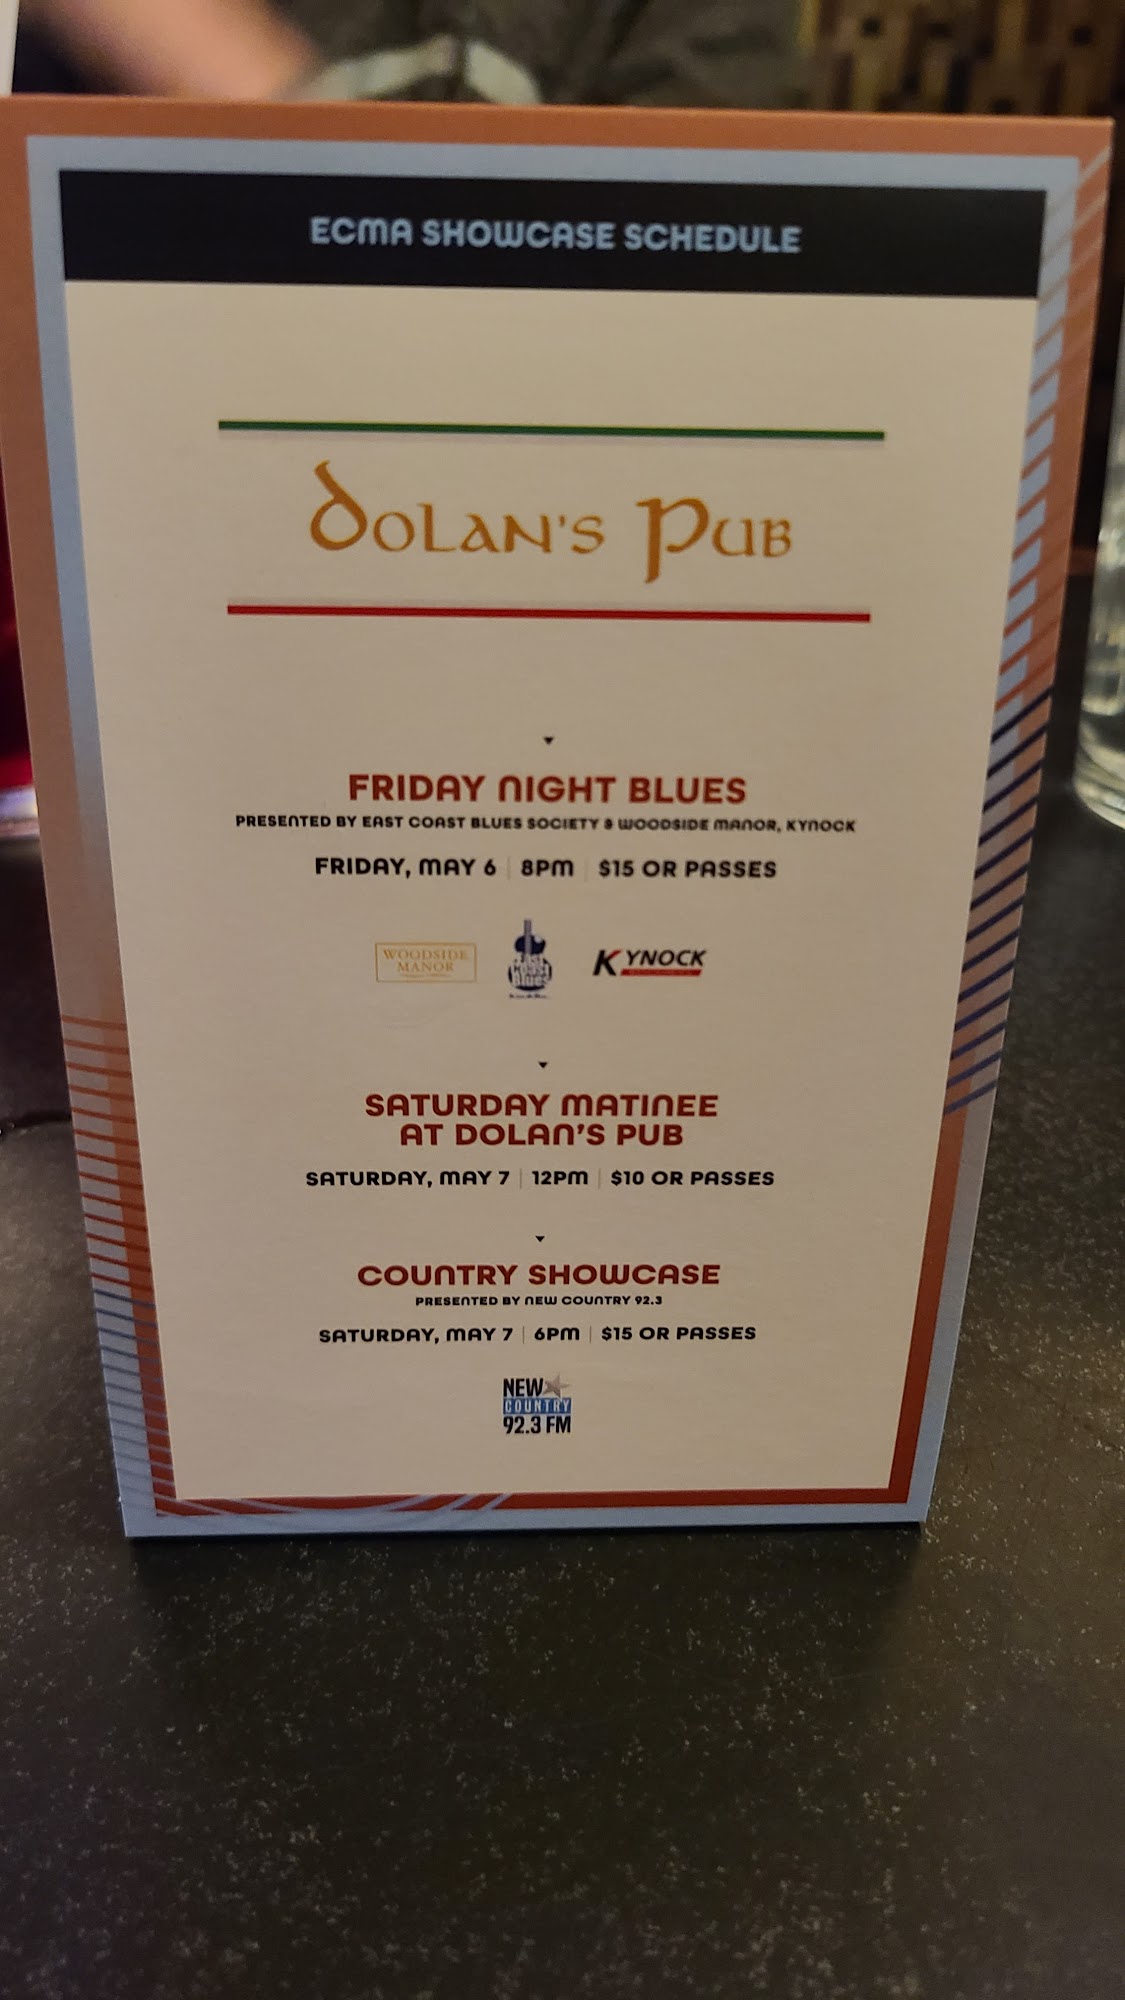 ECMA SHOWCASE SCHEDULE
DOLAN'S PUB
FRIDAY NIGHT BLUES
PRESENTED BY EAST COAST BLUES SOCIETY & WOODSIDE MANOR, KYNOCK
FRIDAY, MAY 6 | 8PM | $15 OR PASSES
WOODSIDE
MANOR
East
Coast
Blues
KYNOCK
SATURDAY MATINEE
AT DOLAN'S PUB
SATURDAY, MAY 7 | 12PM | $10 OR PASSES
COUNTRY SHOWCASE
PRESENTED BY NEW COUNTRY 92.3
SATURDAY, MAY 7 | 6PM | $15 OR PASSES
NEW
COUNTRY
92.3 FM